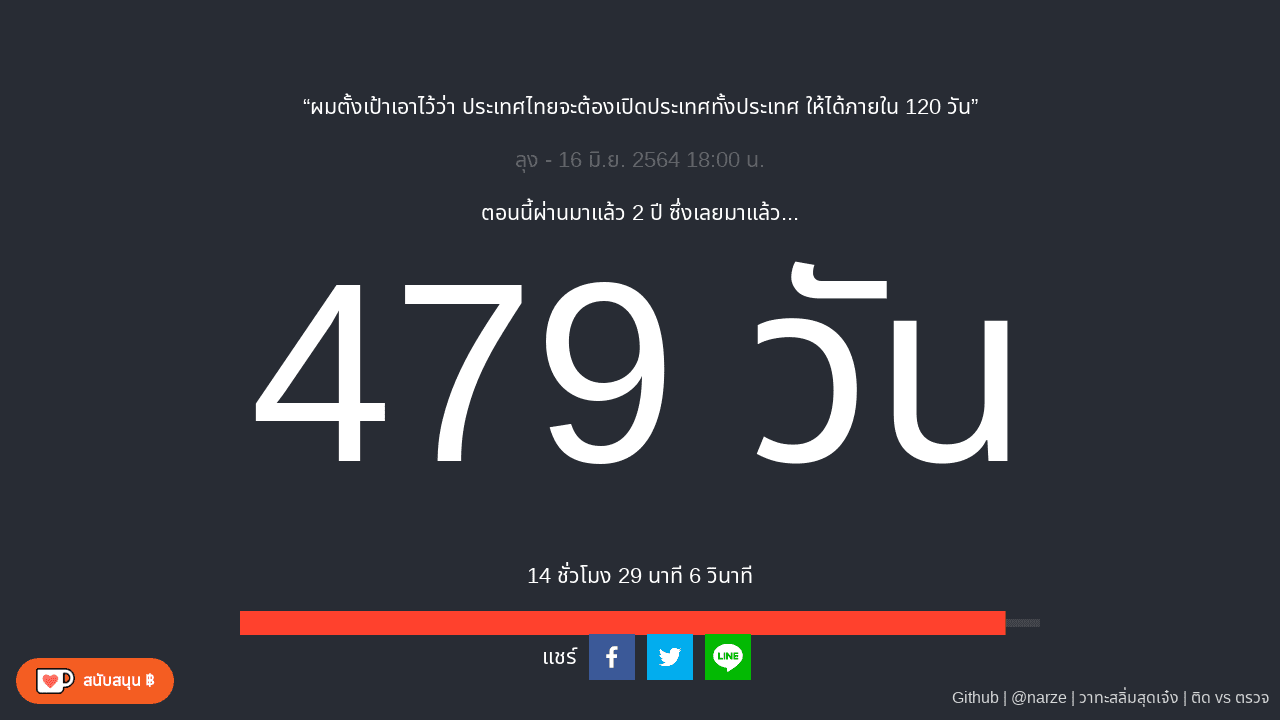 “ผมตั้งเป้าเอาไว้ว่า ประเทศไทยจะต้องเปิดประเทศทั้งประเทศ ให้ได้ภายใน 120 วัน”
ลุง - 16 มิ.ย. 2564 18:00 น.
ตอนนี้ผ่านมาแล้ว 2 ปี ซึ่งเลยมาแล้ว...
479 วัน
14 ชั่วโมง 29 นาที 6 วินาที
แชร์
LINE
สนับสนุน ฿
Github | @narze | วาทะสลิ่มสุดเจ๋ง | ติด vs ตรวจ